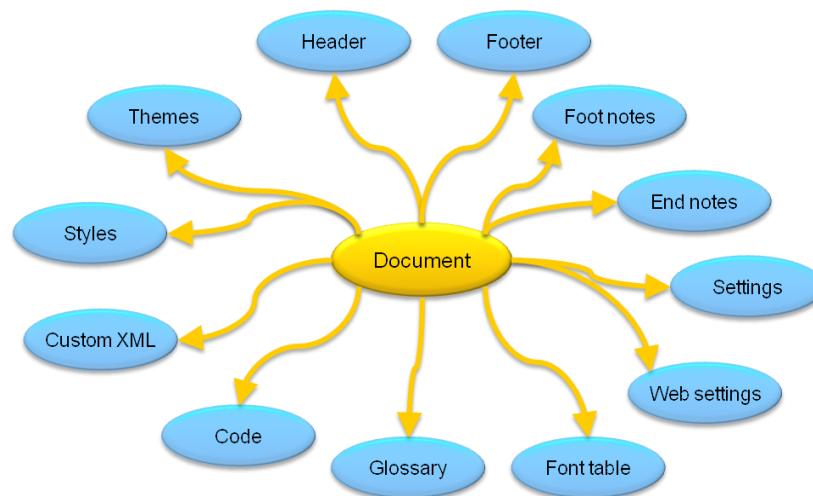 Header
Footer
Themes
Foot notes
End notes
Styles
Document
Settings
Custom XML
Web settings
Code
Glossary
Font table